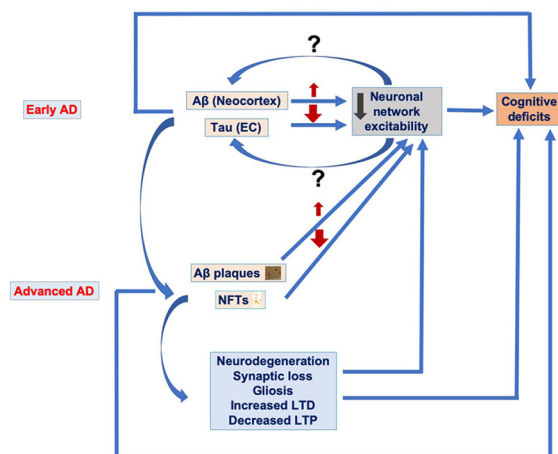 ?
Aβ (Neocortex)
Tau (EC)
Neuronal
network
excitability
Cognitive
deficits
Early AD
?
Aβ plaques
NFTs
Advanced AD
Neurodegeneration
Synaptic loss
Gliosis
Increased LTD
Decreased LTP